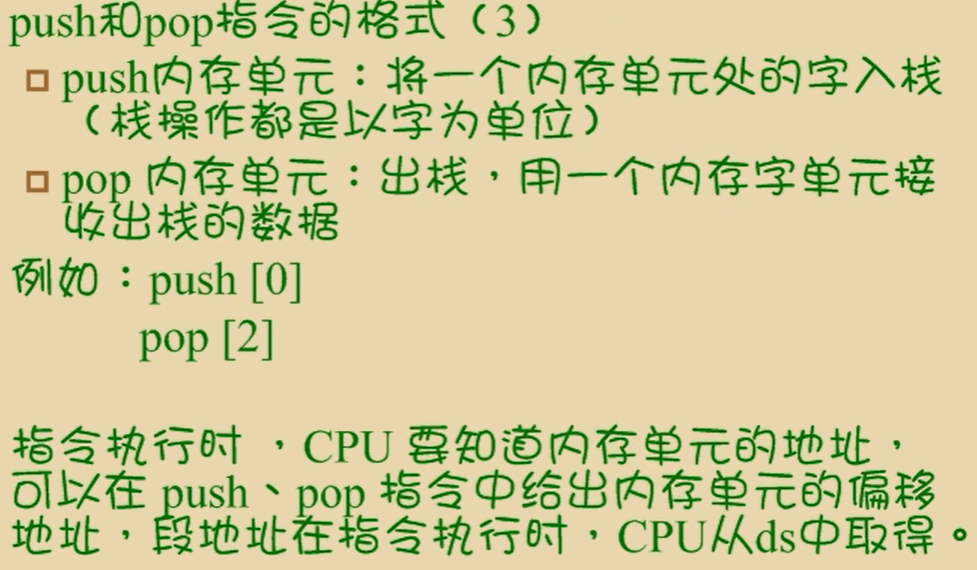 push和pop指令的格式（3）
push内存单元：将一个内存单元处的字入栈
（栈操作都是以字为单位）
pop 内存单元：出栈，用一个内存字单元接
收出栈的数据
例如：push [0]
pop [2]
指令执行时 ，CPU 要知道内存单元的地址，
可以在 push、pop 指令中给出内存单元的偏移
地址，段地址在指令执行时，CPU从ds中取得。